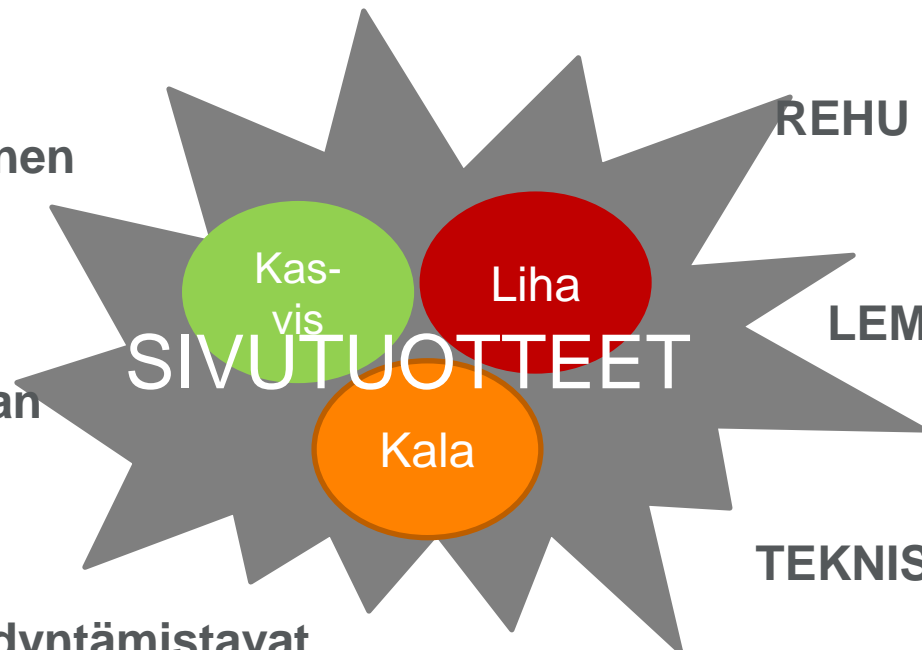 REHU
nen
Kas-
vis
Liha
LEM
SIVUTUOTTEET
an
Kala
TEKNIS
dyntämistavat